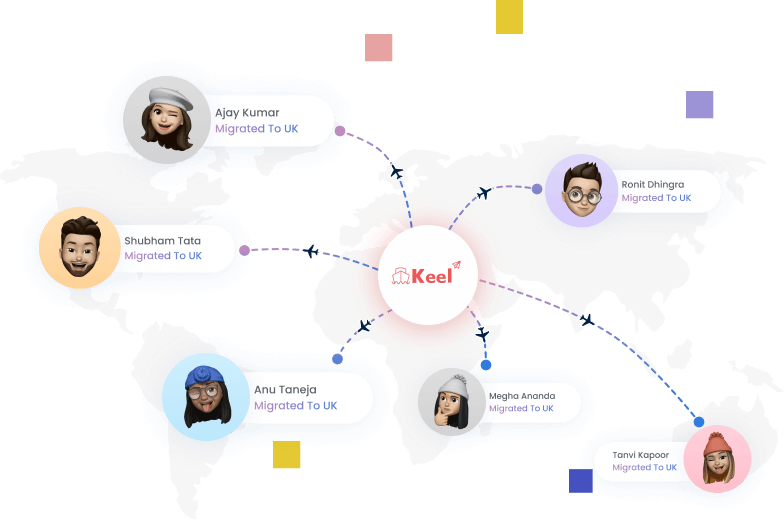 Ajay Kumar
Migrated To UK
Ronit Dhingra
Migrated To UK
Shubham Tata
Migrated To UK
Keel
Anu Taneja
Migrated To UK
Megha Ananda
Migrated To UK
Tanvi Kapoor
Migrated To UK